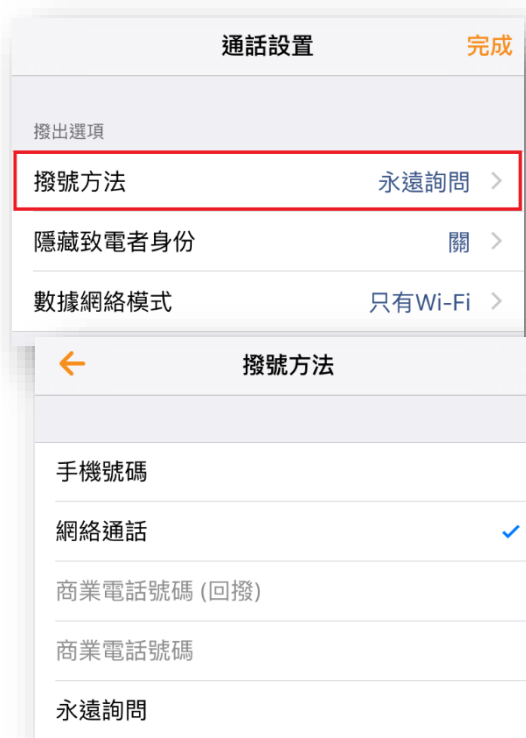 通話設置 完成
撥出選項
撥號方法 永遠詢問
隱藏致電者身份 關
數據網絡模式 只有Wi-Fi
撥號方法
手機號碼
網絡通話
商業電話號碼 (回撥)
商業電話號碼
永遠詢問